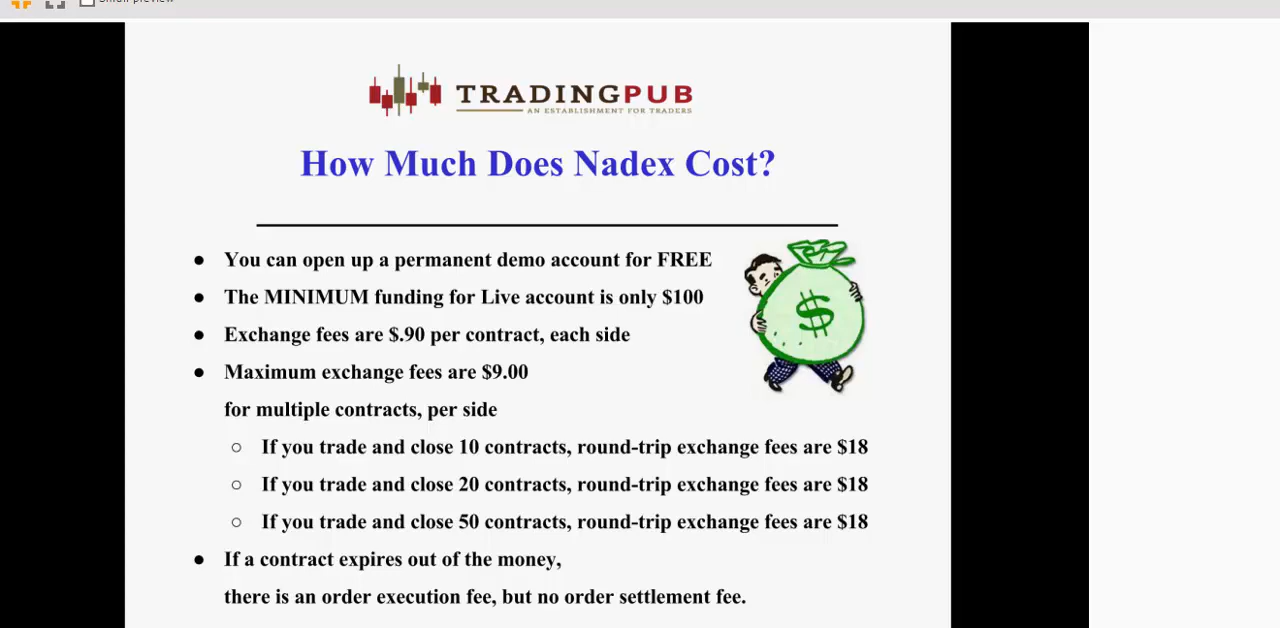 Small preview
TRADINGPUB
AN ESTABLISHMENT FOR TRADERS
How Much Does Nadex Cost?
● You can open up a permanent demo account for FREE
● The MINIMUM funding for Live account is only $100
● Exchange fees are $.90 per contract, each side
● Maximum exchange fees are $9.00
for multiple contracts, per side
○ If you trade and close 10 contracts, round-trip exchange fees are $18
○ If you trade and close 20 contracts, round-trip exchange fees are $18
○ If you trade and close 50 contracts, round-trip exchange fees are $18
● If a contract expires out of the money,
there is an order execution fee, but no order settlement fee.
$